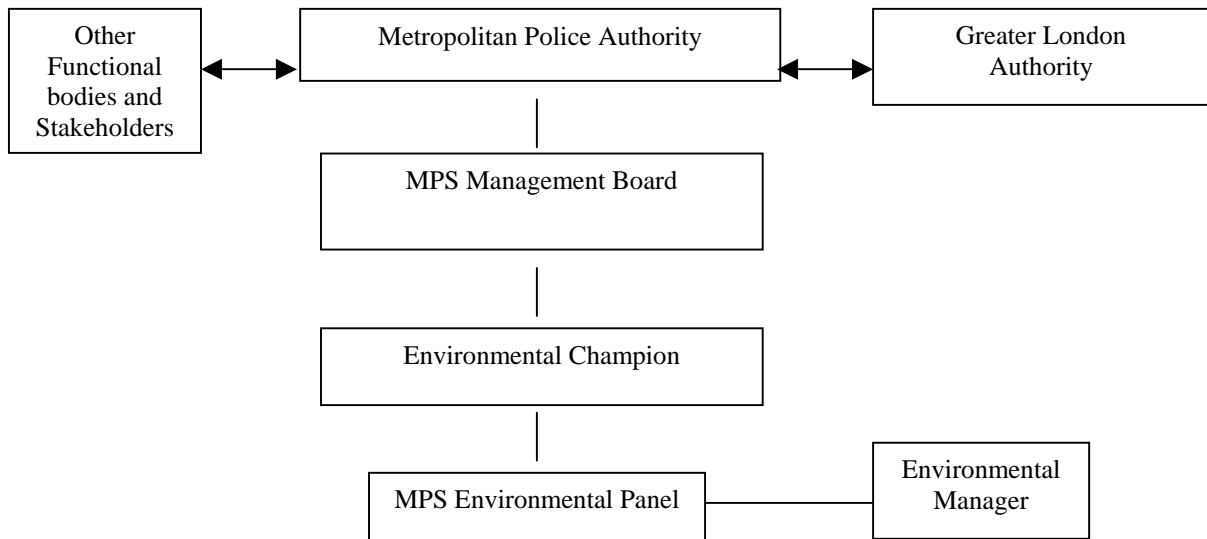 Other
Functional
bodies and
Stakeholders
Metropolitan Police Authority
Greater London
Authority
MPS Management Board
Environmental Champion
MPS Environmental Panel
Environmental
Manager